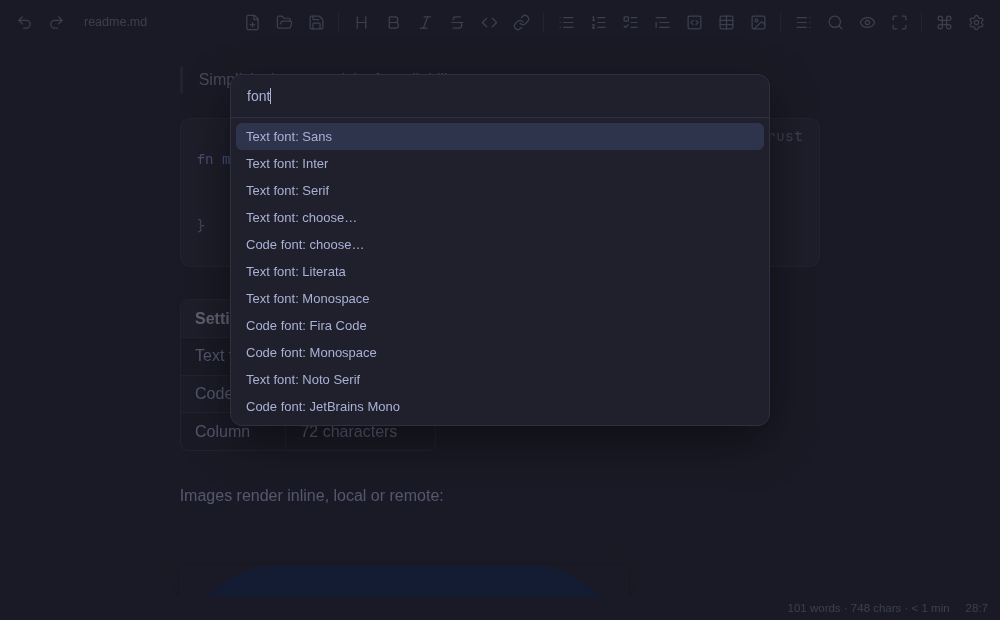 readme.md
font
Text font: Sans
Text font: Inter
Text font: Serif
Text font: choose…
Code font: choose…
Text font: Literata
Text font: Monospace
Code font: Fira Code
Code font: Monospace
Text font: Noto Serif
Code font: JetBrains Mono
fn
}
Text
Code
Column 72 characters
Images render inline, local or remote:
101 words · 748 chars · < 1 min 28:7